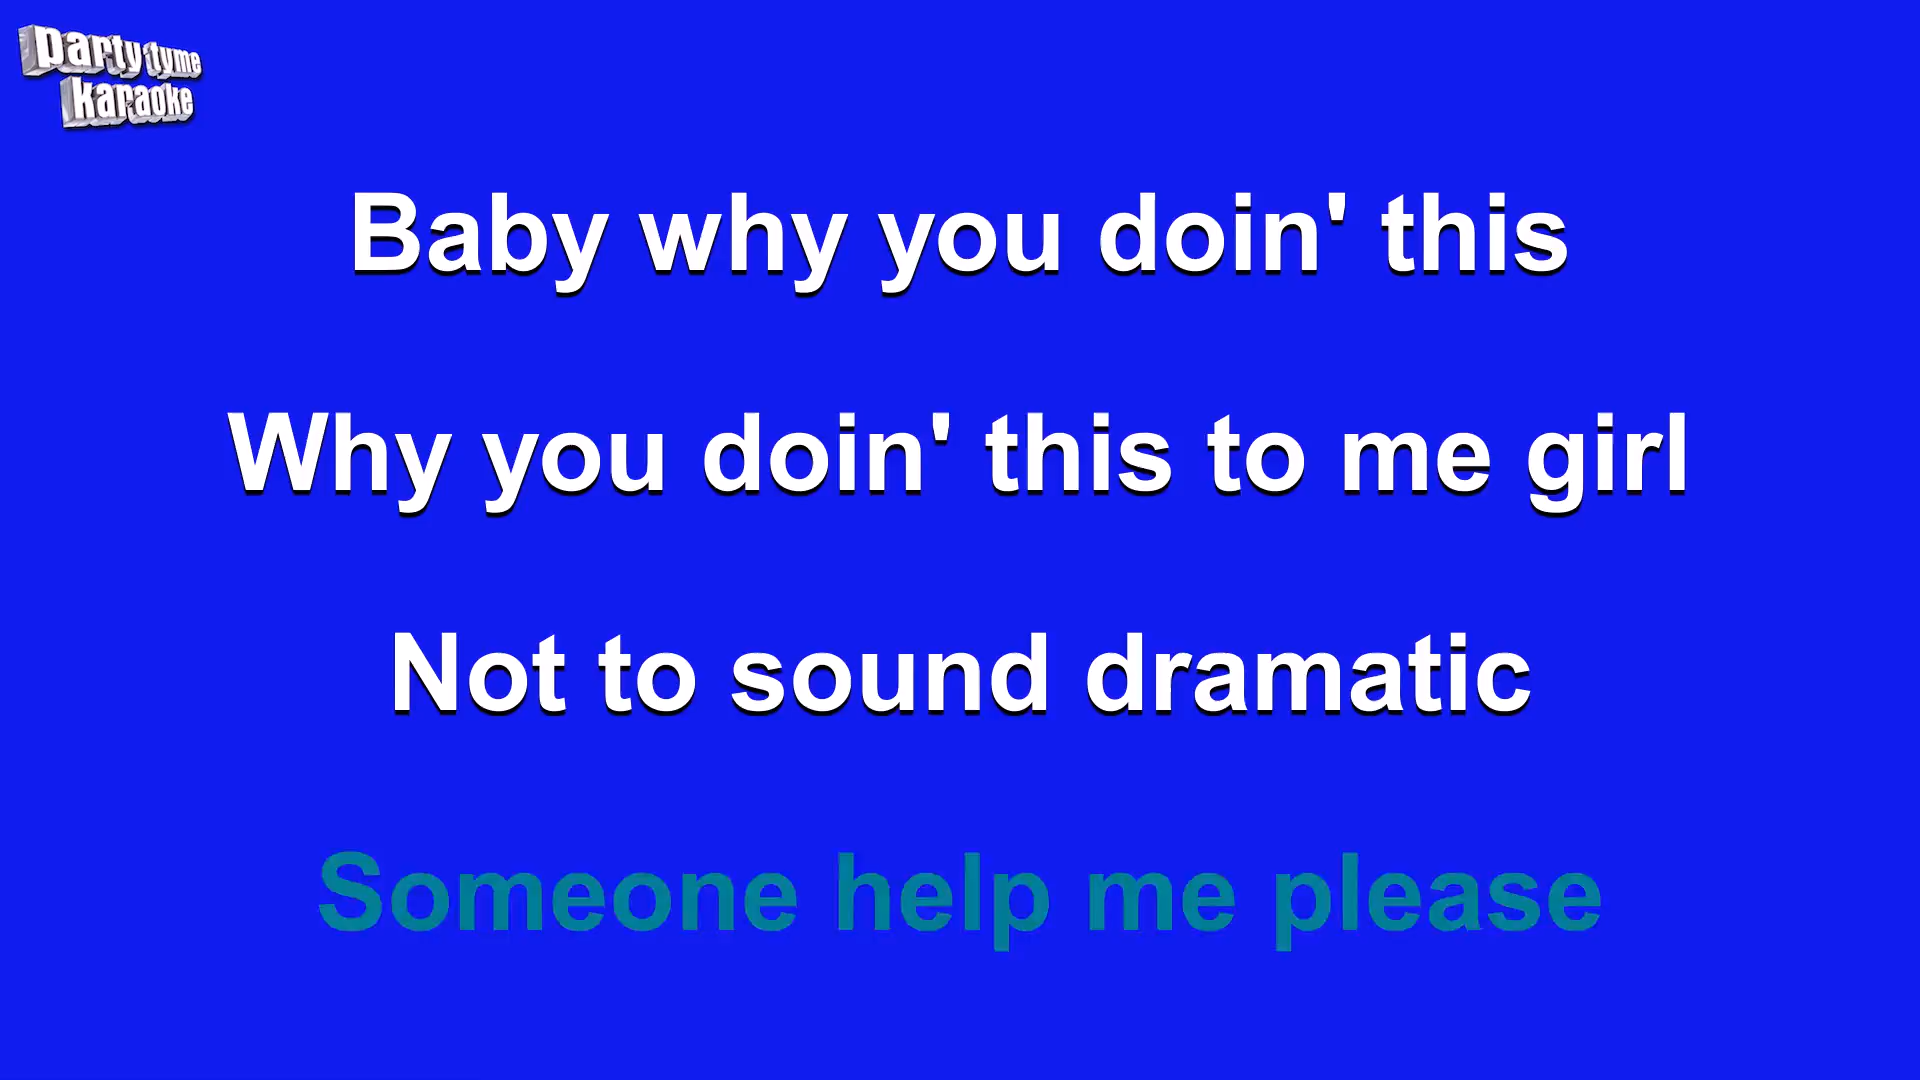 party tyme
karaoke
Baby why you doin' this
Why you doin' this to me girl
Not to sound dramatic
Someone help me please